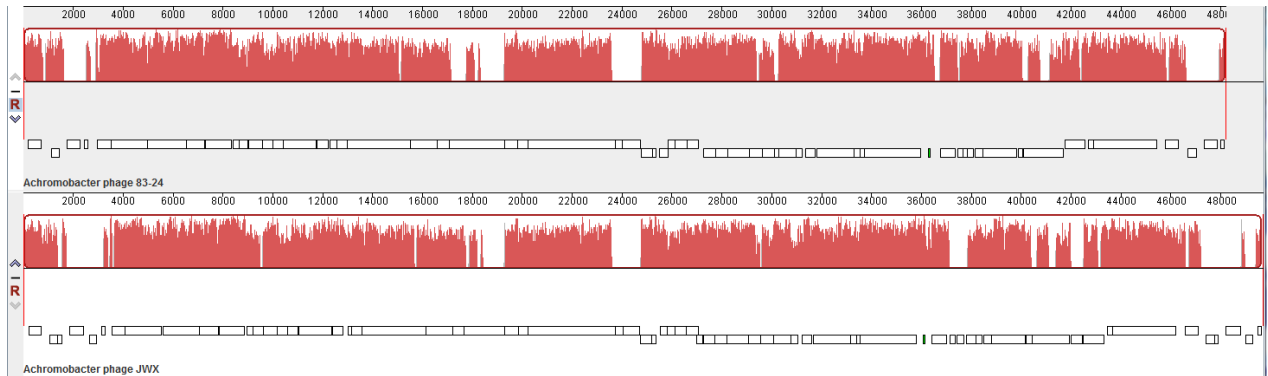 2000 4000 6000 8000 10000 12000 14000 16000 18000 20000 22000 24000 26000 28000 30000 32000 34000 36000 38000 40000 42000 44000 46000 480
R
Achromobacter phage 83-24
2000 4000 6000 8000 10000 12000 14000 16000 18000 20000 22000 24000 26000 28000 30000 32000 34000 36000 38000 40000 42000 44000 46000 48000
R
Achromobacter phage JWX